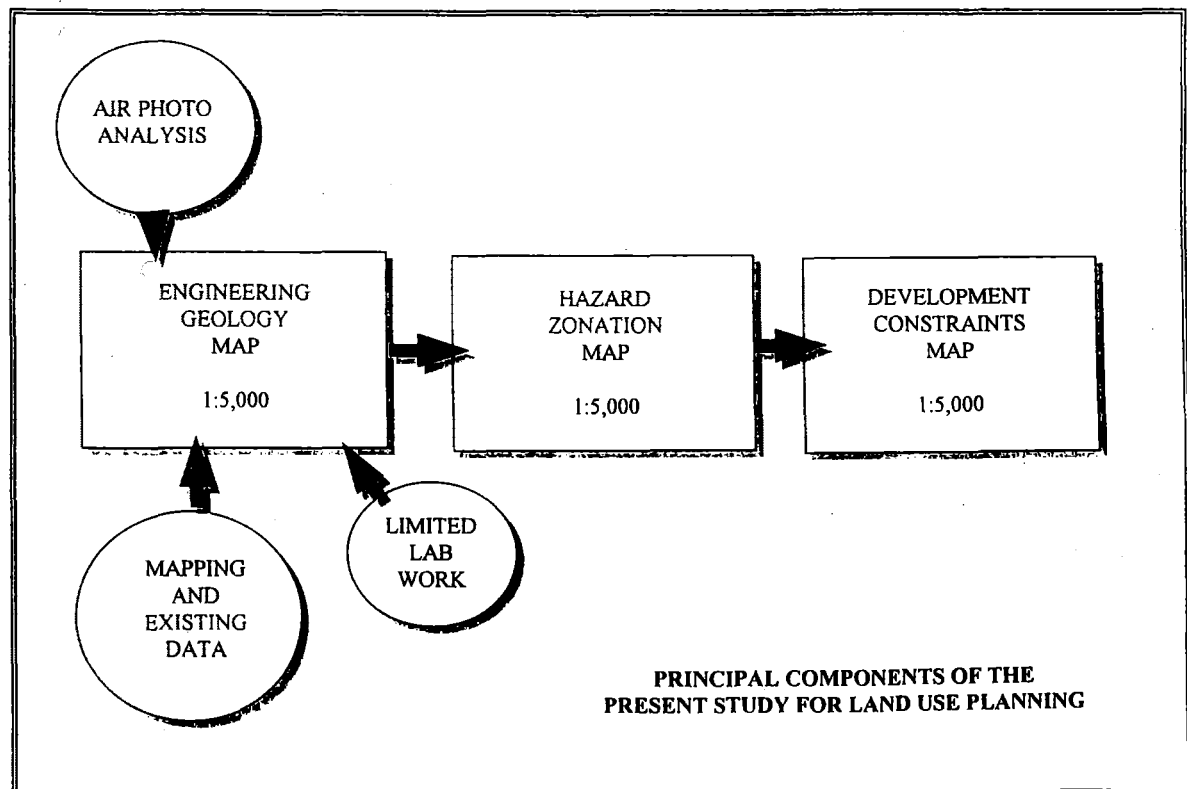 AIR PHOTO
ANALYSIS
ENGINEERING
GEOLOGY
MAP
1:5,000
HAZARD
ZONATION
MAP
1:5,000
DEVELOPMENT
CONSTRAINTS
MAP
1:5,000
MAPPING
AND
EXISTING
DATA
LIMITED
LAB
WORK
PRINCIPAL COMPONENTS OF THE
PRESENT STUDY FOR LAND USE PLANNING